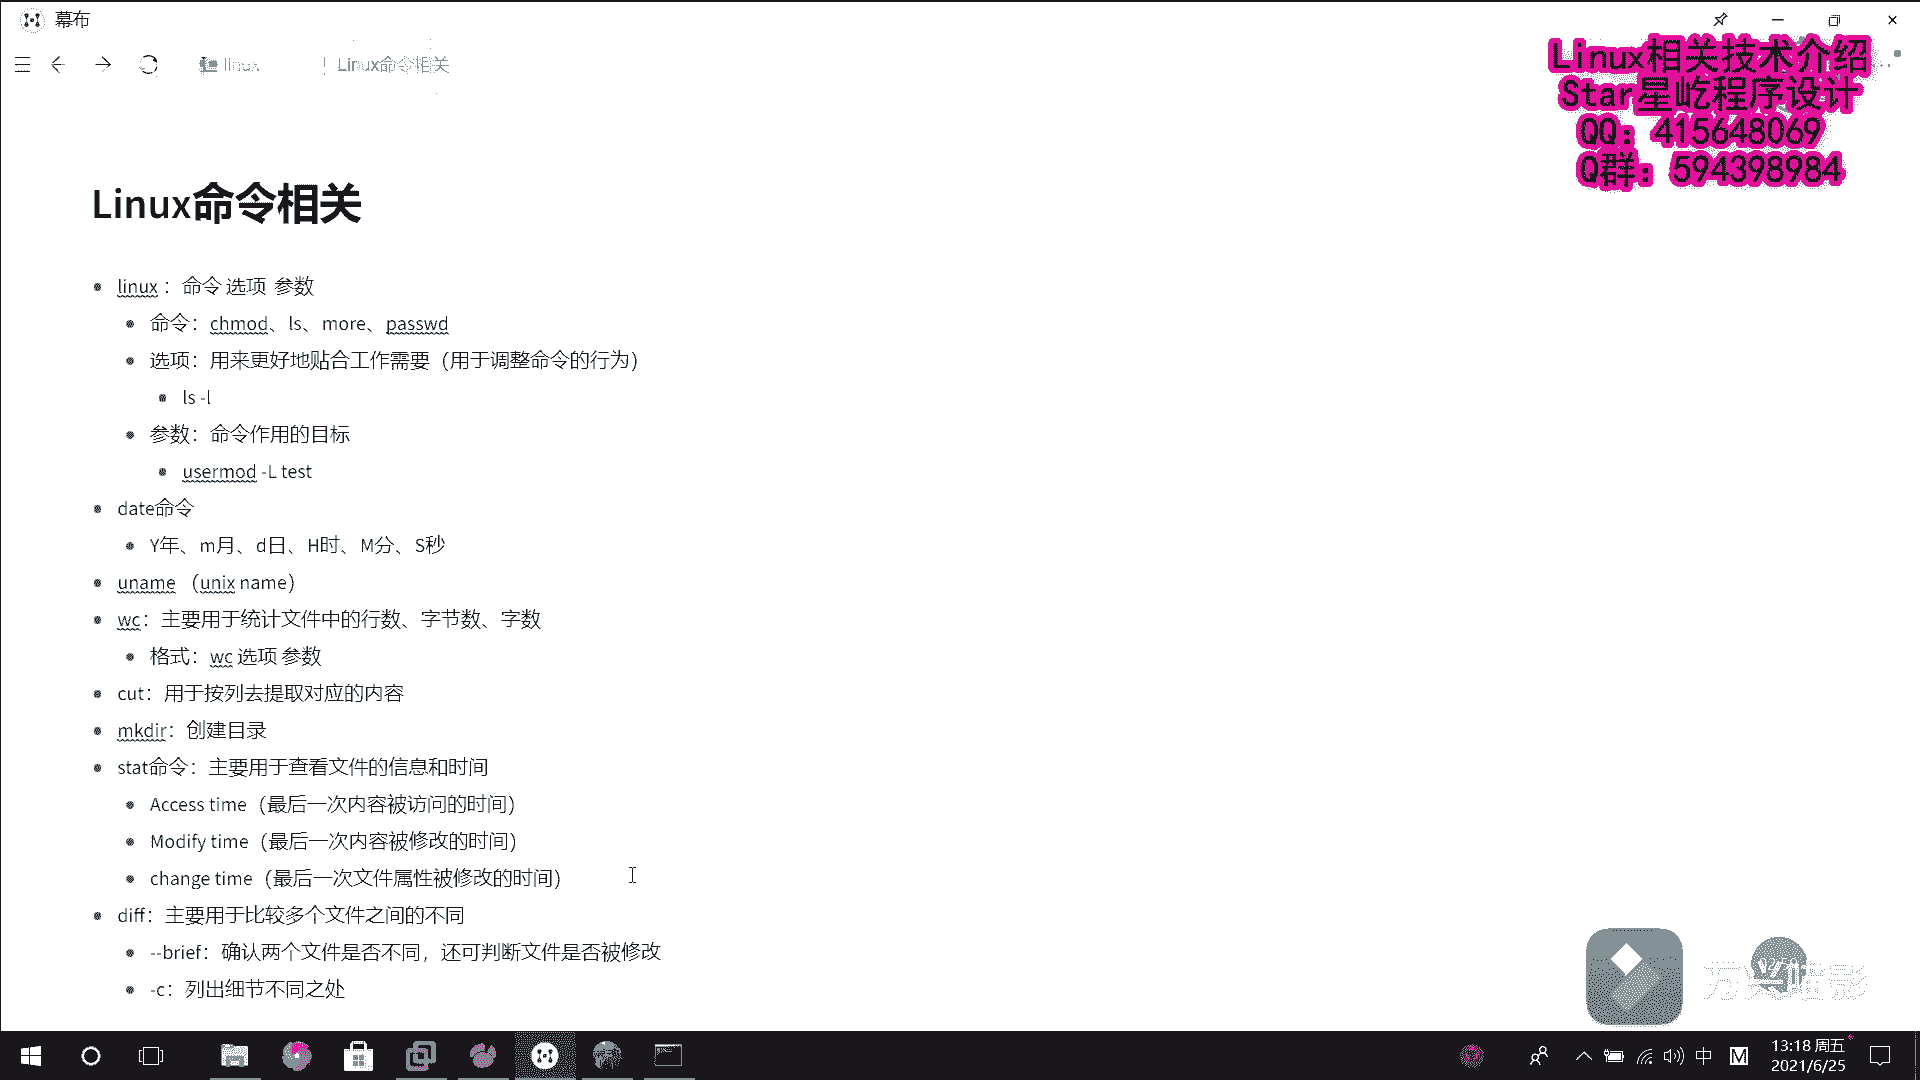 幕布
linux
Linux命令相关
Linux相关技术介绍
Star星屹程序设计
QQ：415648069
Q群：594398984
Linux命令相关
linux：命令 选项 参数
命令：chmod、ls、more、passwd
选项：用来更好地贴合工作需要（用于调整命令的行为）
ls -l
参数：命令作用的目标
usermod -L test
date命令
Y年、m月、d日、H时、M分、S秒
uname （unix name）
wc：主要用于统计文件中的行数、字节数、字数
格式：wc 选项 参数
cut：用于按列去提取对应的内容
mkdir：创建目录
stat命令：主要用于查看文件的信息和时间
Access time（最后一次内容被访问的时间）
Modify time（最后一次内容被修改的时间）
change time（最后一次文件属性被修改的时间）
diff：主要用于比较多个文件之间的不同
--brief：确认两个文件是否不同，还可判断文件是否被修改
-c：列出细节不同之处
中
M
13:18 周五
2021/6/25